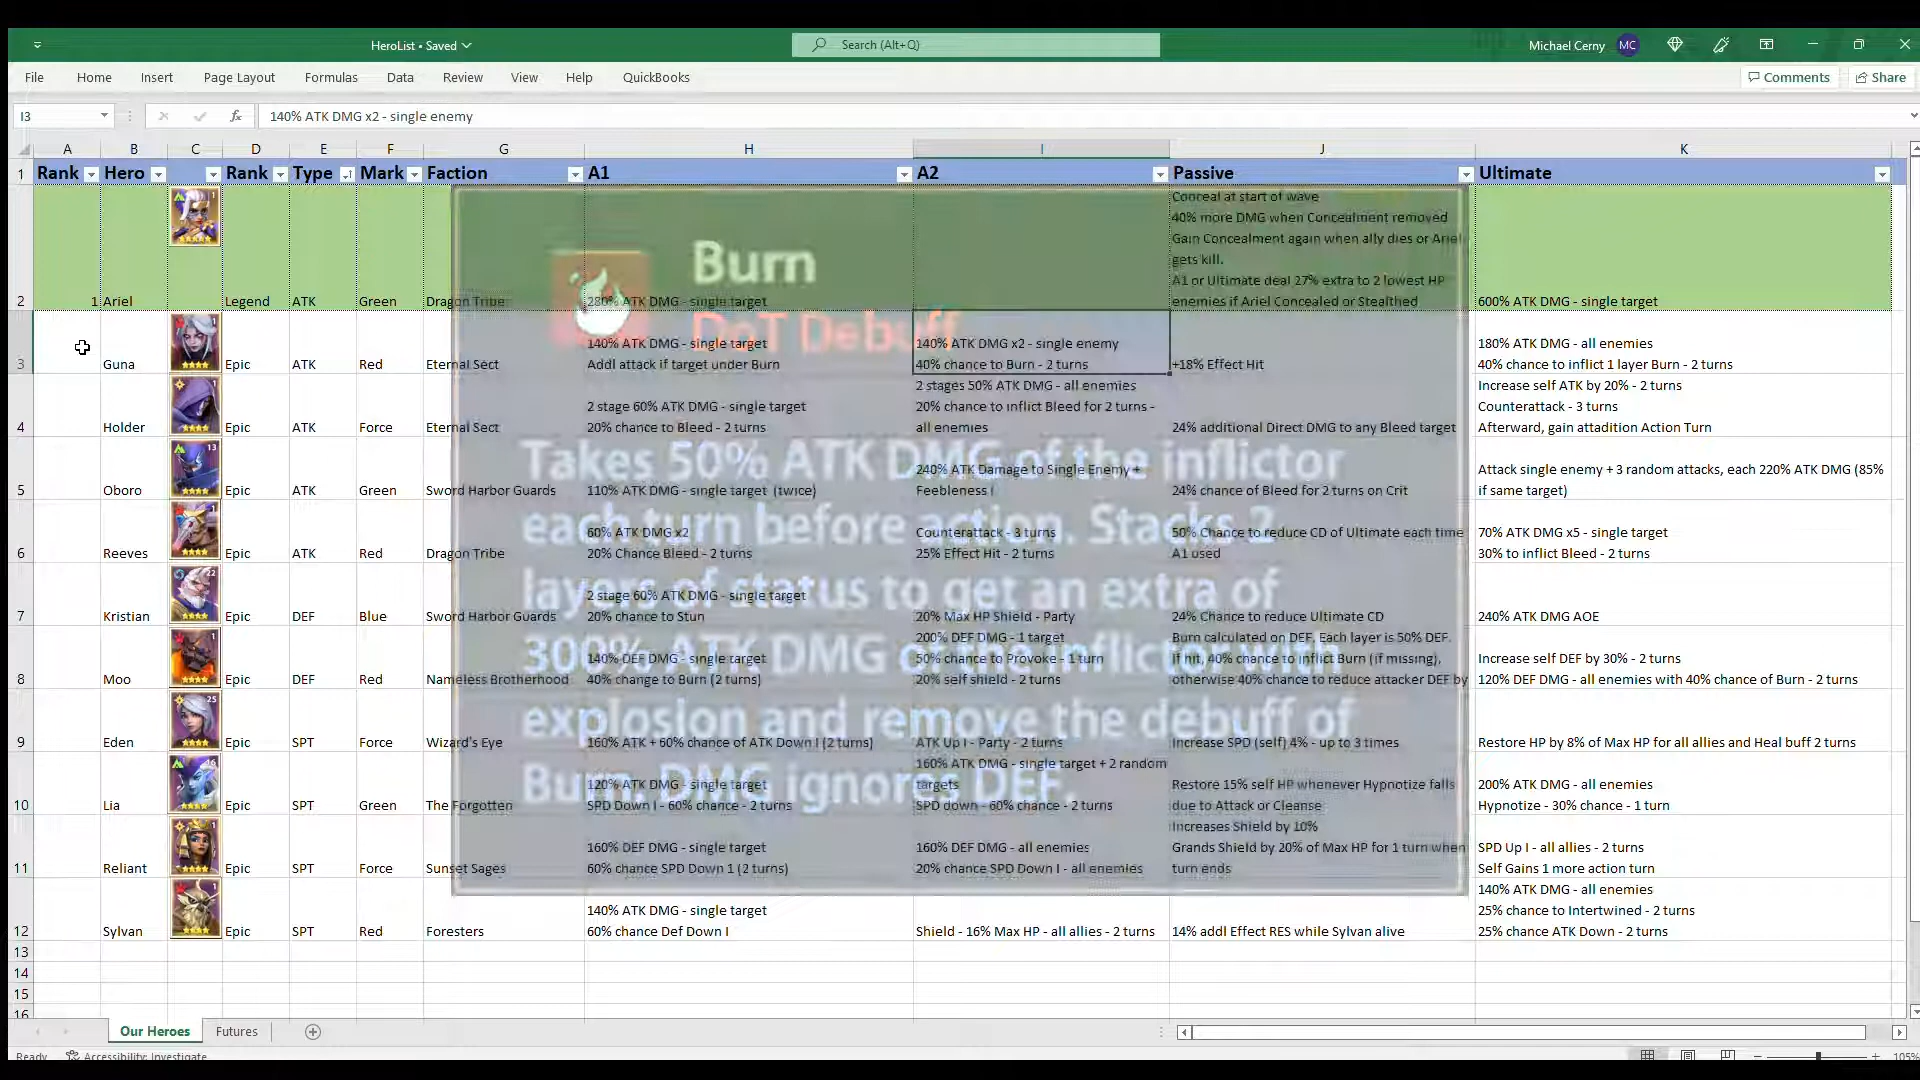 HeroList • Saved
Search (Alt+Q)
Michael Cerny MC
File Home Insert Page Layout Formulas Data Review View Help QuickBooks
Comments Share
I3
fx 140% ATK DMG x2 - single enemy
A B C D E F G H I J K
1 Rank Hero Rank Type Mark Faction A1 A2 Passive Ultimate
Conceal at start of wave
40% more DMG when Concealment removed
Gain Concealment again when ally dies or Ariel
gets kill.
A1 or Ultimate deal 27% extra to 2 lowest HP
2 1 Ariel Legend ATK Green Dragon Tribe 280% ATK DMG - single target enemies if Ariel Concealed or Stealthed 600% ATK DMG - single target
140% ATK DMG - single target 140% ATK DMG x2 - single enemy 180% ATK DMG - all enemies
3 Guna Epic ATK Red Eternal Sect Addl attack if target under Burn 40% chance to Burn - 2 turns +18% Effect Hit 40% chance to inflict 1 layer Burn - 2 turns
2 stages 50% ATK DMG - all enemies Increase self ATK by 20% - 2 turns
2 stage 60% ATK DMG - single target 20% chance to inflict Bleed for 2 turns - Counterattack - 3 turns
4 Holder Epic ATK Force Eternal Sect 20% chance to Bleed - 2 turns all enemies 24% additional Direct DMG to any Bleed target Afterward, gain attadition Action Turn
240% ATK Damage to Single Enemy + Attack single enemy + 3 random attacks, each 220% ATK DMG (85%
5 Oboro Epic ATK Green Sword Harbor Guards 110% ATK DMG - single target (twice) Feebleness I 24% chance of Bleed for 2 turns on Crit if same target)
60% ATK DMG x2 Counterattack - 3 turns 50% Chance to reduce CD of Ultimate each time 70% ATK DMG x5 - single target
6 Reeves Epic ATK Red Dragon Tribe 20% Chance Bleed - 2 turns 25% Effect Hit - 2 turns A1 used 30% to inflict Bleed - 2 turns
2 stage 60% ATK DMG - single target
7 Kristian Epic DEF Blue Sword Harbor Guards 20% chance to Stun 20% Max HP Shield - Party 24% Chance to reduce Ultimate CD 240% ATK DMG AOE
200% DEF DMG - 1 target Burn calculated on DEF. Each layer is 50% DEF.
140% DEF DMG - single target 50% chance to Provoke - 1 turn If hit, 40% chance to inflict Burn (if missing), Increase self DEF by 30% - 2 turns
8 Moo Epic DEF Red Nameless Brotherhood 40% change to Burn (2 turns) 20% self shield - 2 turns otherwise 40% chance to reduce attacker DEF by 120% DEF DMG - all enemies with 40% chance of Burn - 2 turns
9 Eden Epic SPT Force Wizard's Eye 160% ATK + 60% chance of ATK Down I (2 turns) ATK Up I - Party - 2 turns Increase SPD (self) 4% - up to 3 times Restore HP by 8% of Max HP for all allies and Heal buff 2 turns
160% ATK DMG - single target + 2 random
120% ATK DMG - single target targets Restore 15% self HP whenever Hypnotize falls 200% ATK DMG - all enemies
10 Lia Epic SPT Green The Forgotten SPD Down I - 60% chance - 2 turns SPD down - 60% chance - 2 turns due to Attack or Cleanse Hypnotize - 30% chance - 1 turn
Increases Shield by 10%
160% DEF DMG - single target 160% DEF DMG - all enemies Grands Shield by 20% of Max HP for 1 turn when SPD Up I - all allies - 2 turns
11 Reliant Epic SPT Force Sunset Sages 60% chance SPD Down 1 (2 turns) 20% chance SPD Down I - all enemies turn ends Self Gains 1 more action turn
140% ATK DMG - all enemies
140% ATK DMG - single target 25% chance to Intertwined - 2 turns
12 Sylvan Epic SPT Red Foresters 60% chance Def Down I Shield - 16% Max HP - all allies - 2 turns 14% addl Effect RES while Sylvan alive 25% chance ATK Down - 2 turns
13
14
15
16
Burn
DoT Debuff
Takes 50% ATK DMG of the inflictor
each turn before action. Stacks 2
layers of status to get an extra of
300% ATK DMG of the inflictor with
explosion and remove the debuff of
Burn. DMG ignores DEF.
Our Heroes Futures
Ready Accessibility: Investigate 105%